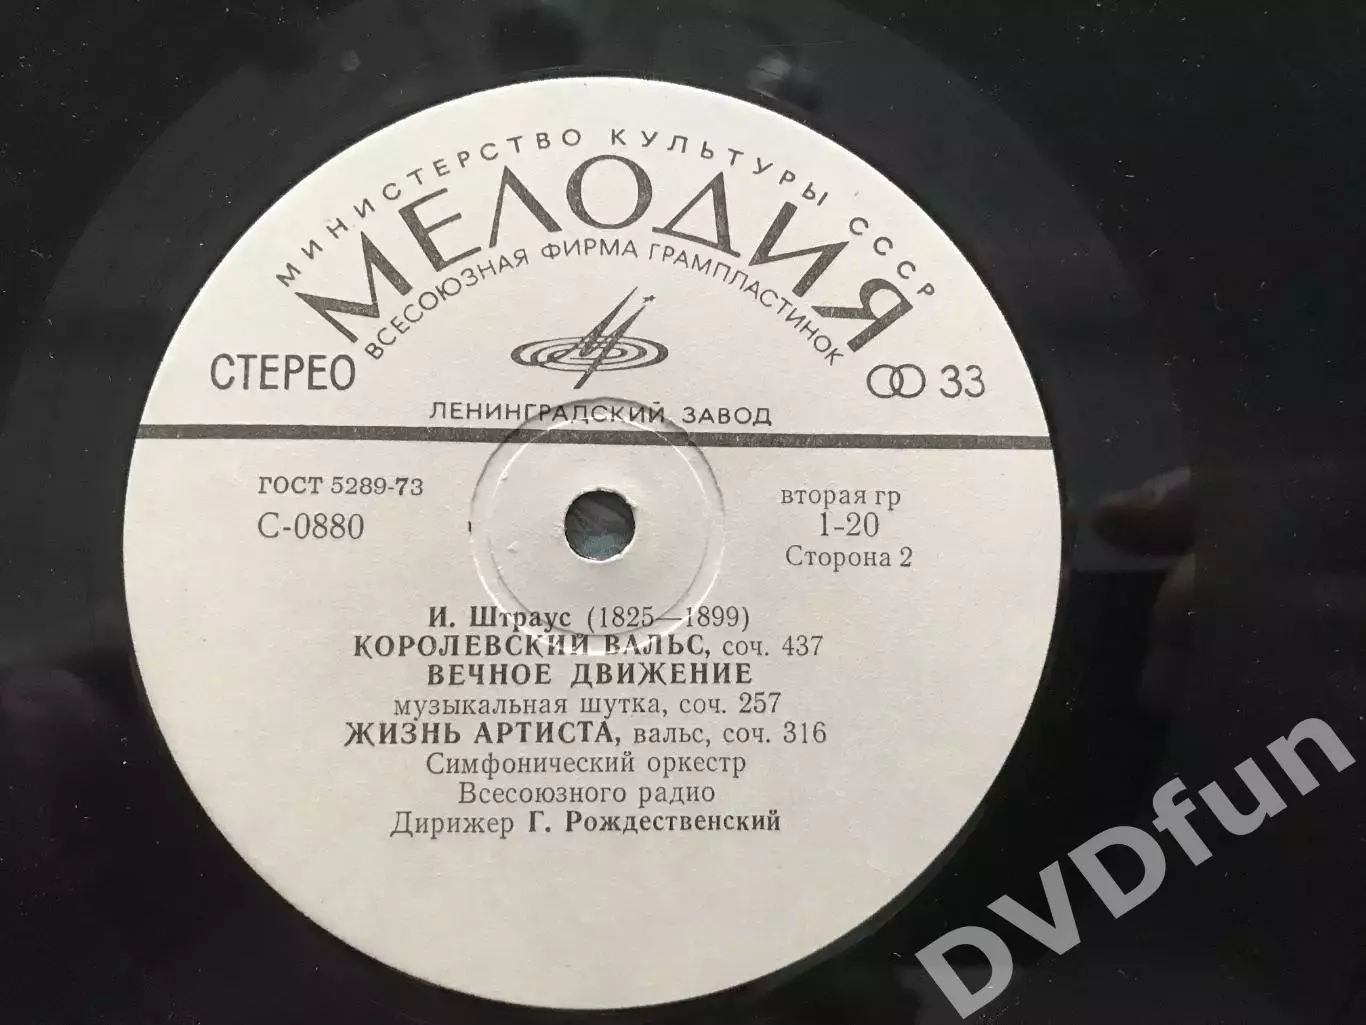 МИНИСТЕРСТВО КУЛЬТУРЫ СССР
МЕЛОДИЯ
ВСЕСОЮЗНАЯ ФИРМА ГРАМПЛАСТИНОК
СТЕРЕО
33
ЛЕНИНГРАДСКИЙ ЗАВОД
ГОСТ 5289-73
С-0880
вторая гр
1-20
Сторона 2
И. Штраус (1825—1899)
КОРОЛЕВСКИЙ ВАЛЬС, соч. 437
ВЕЧНОЕ ДВИЖЕНИЕ
музыкальная шутка, соч. 257
ЖИЗНЬ АРТИСТА, вальс, соч. 316
Симфонический оркестр
Всесоюзного радио
Дирижер Г. Рождественский
DVDfun